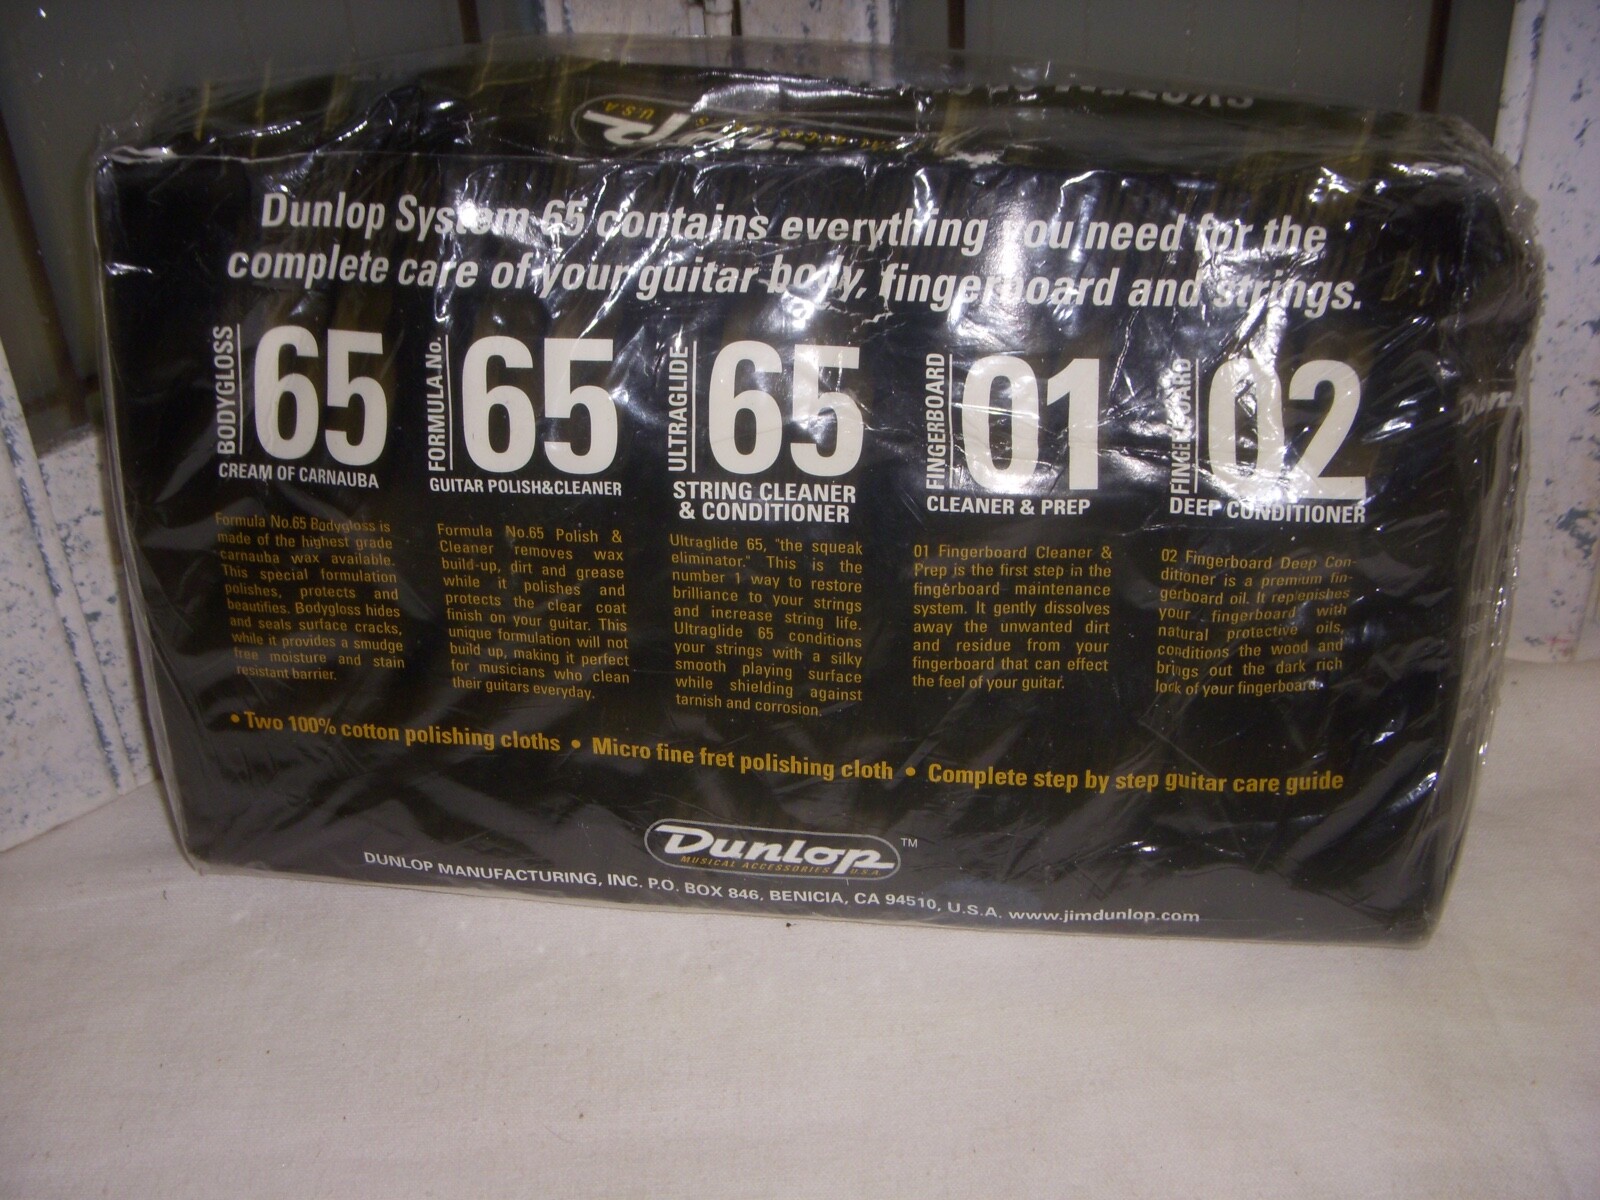 Dunlop System 65 contains everything you need for the
complete care of your guitar body, fingerboard and strings.
BODYGLOSS 65
CREAM OF CARNAUBA
Formula No.65 Bodygloss is
made of the highest grade
carnauba wax available.
This special formulation
polishes, protects and
beautifies. Bodygloss hides
and seals surface cracks,
while it provides a smudge
free moisture and stain
resistant barrier.
FORMULA No. 65
GUITAR POLISH&CLEANER
Formula No.65 Polish &
Cleaner removes wax
build-up, dirt and grease
while it polishes and
protects the clear coat
finish on your guitar. This
unique formulation will not
build up, making it perfect
for musicians who clean
their guitars everyday.
ULTRAGLIDE 65
STRING CLEANER
& CONDITIONER
Ultraglide 65, "the squeak
eliminator." This is the
number 1 way to restore
brilliance to your strings
and increase string life.
Ultraglide 65 conditions
your strings with a silky
smooth playing surface
while shielding against
tarnish and corrosion.
FINGERBOARD 01
CLEANER & PREP
01 Fingerboard Cleaner &
Prep is the first step in the
fingerboard maintenance
system. It gently dissolves
away the unwanted dirt
and residue from your
fingerboard that can effect
the feel of your guitar.
FINGERBOARD 02
DEEP CONDITIONER
02 Fingerboard Deep Con-
ditioner is a premium fin-
gerboard oil. It replenishes
your fingerboard with
natural protective oils,
conditions the wood and
brings out the dark rich
look of your fingerboard.
• Two 100% cotton polishing cloths • Micro fine fret polishing cloth • Complete step by step guitar care guide
Dunlop ™
MUSICAL ACCESSORIES U.S.A.
DUNLOP MANUFACTURING, INC. P.O. BOX 846, BENICIA, CA 94510, U.S.A. www.jimdunlop.com